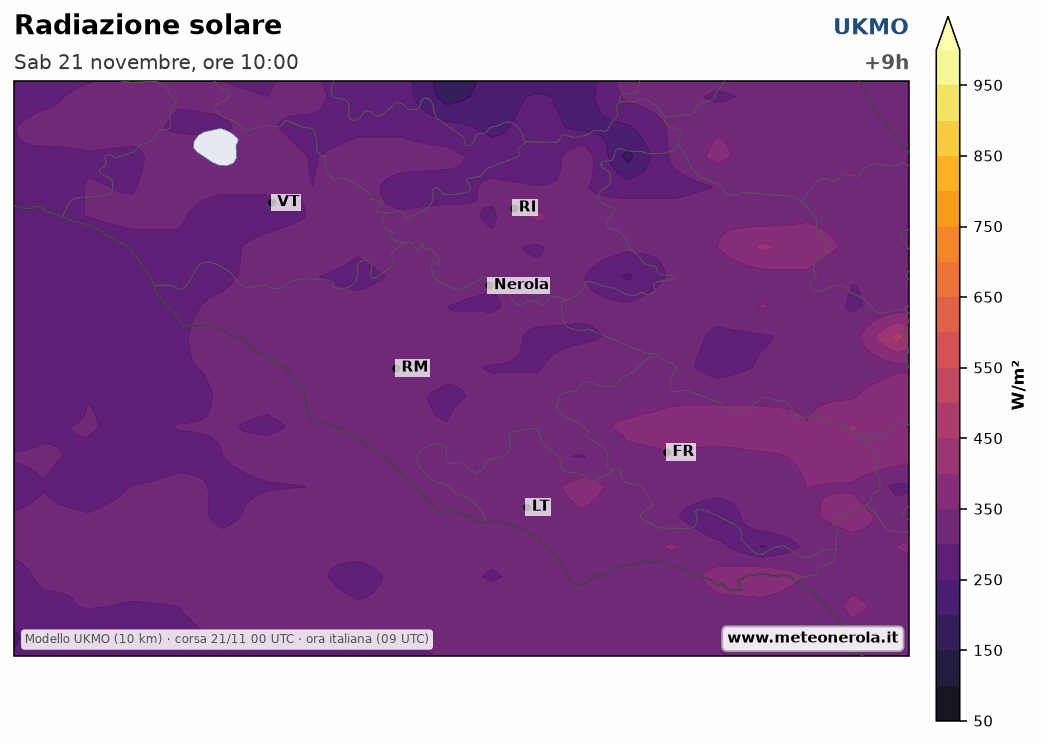 Radiazione solare
UKMO
Sab 21 novembre, ore 10:00
+9h
VT
RI
Nerola
RM
FR
LT
950
850
750
650
550
450
350
250
150
50
W/m²
Modello UKMO (10 km) · corsa 21/11 00 UTC · ora italiana (09 UTC)
www.meteonerola.it